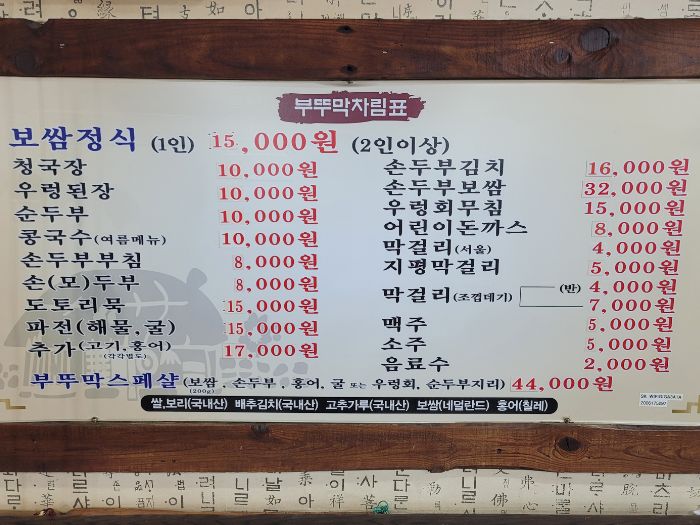 부뚜막차림표
보쌈정식 (1인) 15,000원 (2인이상)
청국장 10,000원
우렁된장 10,000원
순두부 10,000원
콩국수(여름메뉴) 10,000원
손두부부침 8,000원
손(모)두부 8,000원
도토리묵 15,000원
파전(해물,굴) 15,000원
추가(고기,홍어) 17,000원
(각각별도)
손두부김치 16,000원
손두부보쌈 32,000원
우렁회무침 15,000원
어린이돈까스 8,000원
막걸리(서울) 4,000원
지평막걸리 5,000원
막걸리(조껍데기) (반) 4,000원
7,000원
맥주 5,000원
소주 5,000원
음료수 2,000원
부뚜막스페샬 (보쌈, 손두부, 홍어, 굴 또는 우렁회, 순두부지리) 44,000원
(200g)
쌀,보리(국내산) 배추김치(국내산) 고추가루(국내산) 보쌈(네덜란드) 홍어(칠레)